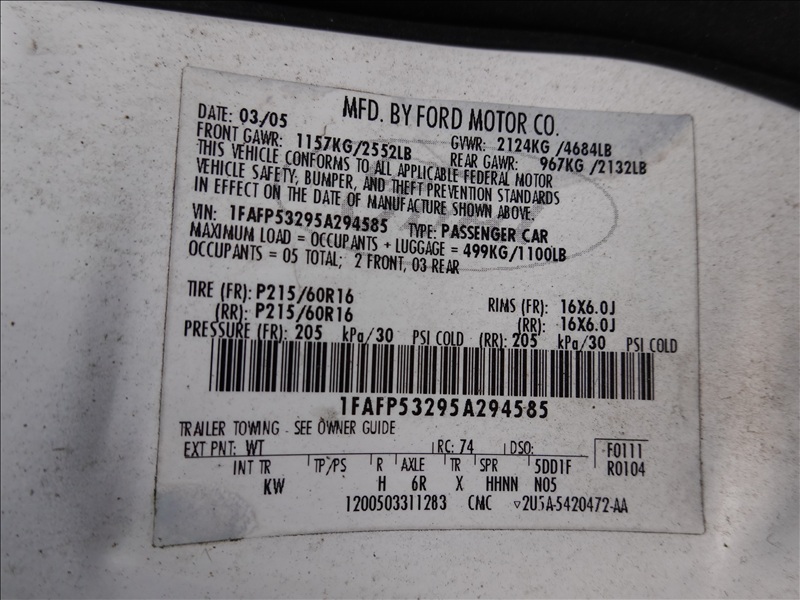 MFD. BY FORD MOTOR CO.
DATE: 03/05 GVWR: 2124KG /4684LB
FRONT GAWR: 1157KG/2552LB REAR GAWR: 967KG /2132LB
THIS VEHICLE CONFORMS TO ALL APPLICABLE FEDERAL MOTOR
VEHICLE SAFETY, BUMPER, AND THEFT PREVENTION STANDARDS
IN EFFECT ON THE DATE OF MANUFACTURE SHOWN ABOVE.
VIN: 1FAFP53295A294585 TYPE: PASSENGER CAR
MAXIMUM LOAD = OCCUPANTS + LUGGAGE = 499KG/1100LB
OCCUPANTS = 05 TOTAL; 2 FRONT, 03 REAR
TIRE (FR): P215/60R16 RIMS (FR): 16X6.0J
(RR): P215/60R16 (RR): 16X6.0J
PRESSURE (FR): 205 kPa/30 PSI COLD (RR): 205 kPa/30 PSI COLD
1FAFP53295A294585
TRAILER TOWING - SEE OWNER GUIDE
EXT PNT: WT RC: 74 DSO: F0111
INT TR TP/PS R AXLE TR SPR 5DD1F R0104
KW H 6R X HHNN N05
1200503311283 CMC ▽2U5A-5420472-AA